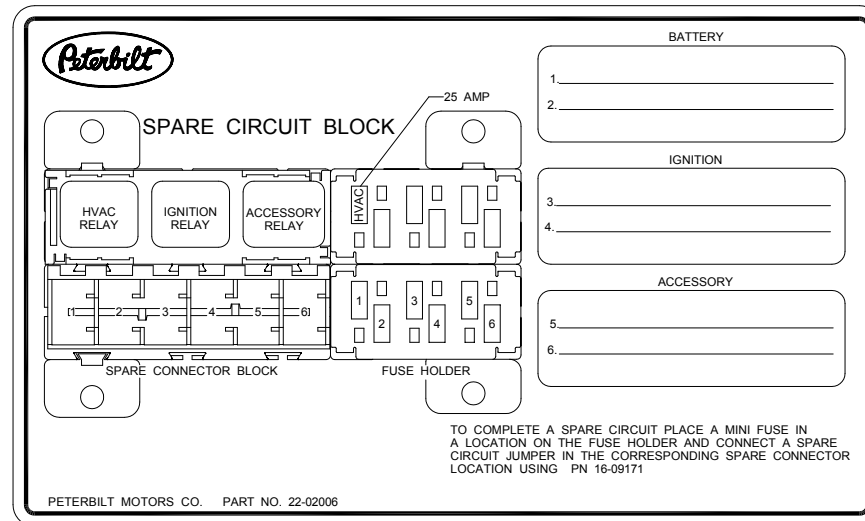 Peterbilt
SPARE CIRCUIT BLOCK
25 AMP
HVAC
RELAY
IGNITION
RELAY
ACCESSORY
RELAY
HVAC
1 2 3 4 5 6
1 2 3 4 5 6
SPARE CONNECTOR BLOCK
FUSE HOLDER
BATTERY
1.
2.
IGNITION
3.
4.
ACCESSORY
5.
6.
TO COMPLETE A SPARE CIRCUIT PLACE A MINI FUSE IN
A LOCATION ON THE FUSE HOLDER AND CONNECT A SPARE
CIRCUIT JUMPER IN THE CORRESPONDING SPARE CONNECTOR
LOCATION USING PN 16-09171
PETERBILT MOTORS CO. PART NO. 22-02006